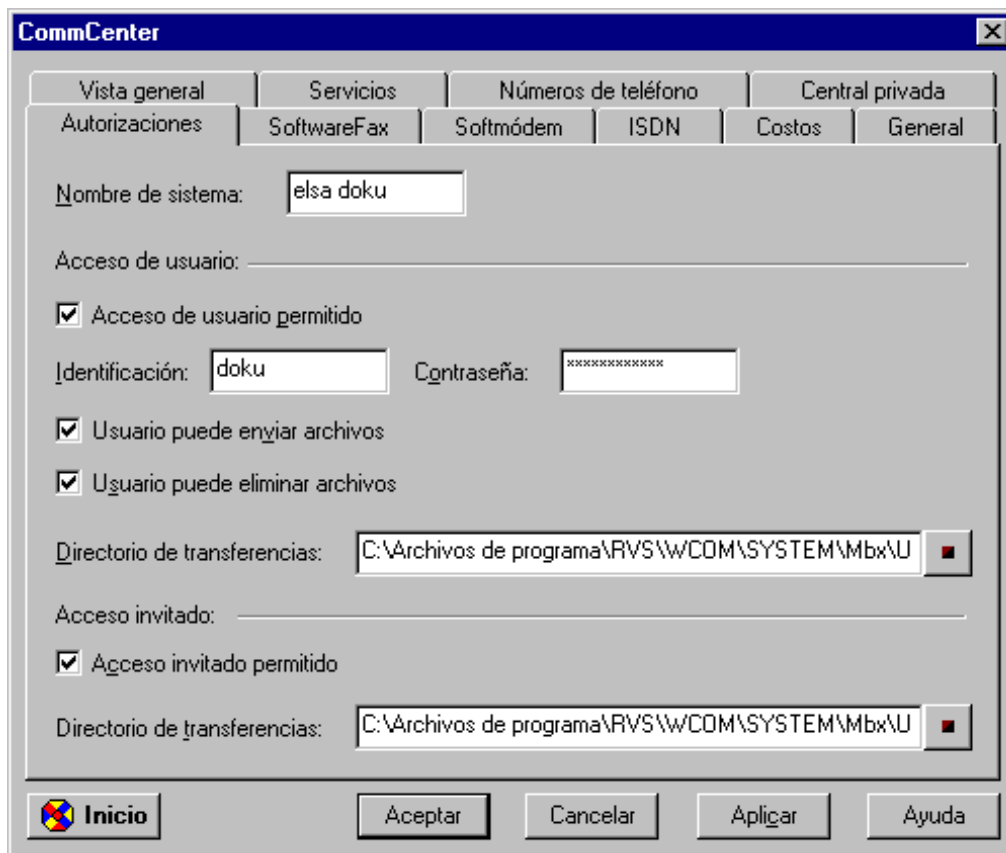 CommCenter
Vista general Servicios Números de teléfono Central privada
Autorizaciones SoftwareFax Softmódem ISDN Costos General
Nombre de sistema: elsa doku
Acceso de usuario:
Acceso de usuario permitido
Identificación: doku Contraseña: ************
Usuario puede enviar archivos
Usuario puede eliminar archivos
Directorio de transferencias: C:\Archivos de programa\RVS\WCOM\SYSTEM\Mbx\U
Acceso invitado:
Acceso invitado permitido
Directorio de transferencias: C:\Archivos de programa\RVS\WCOM\SYSTEM\Mbx\U
Inicio Aceptar Cancelar Aplicar Ayuda